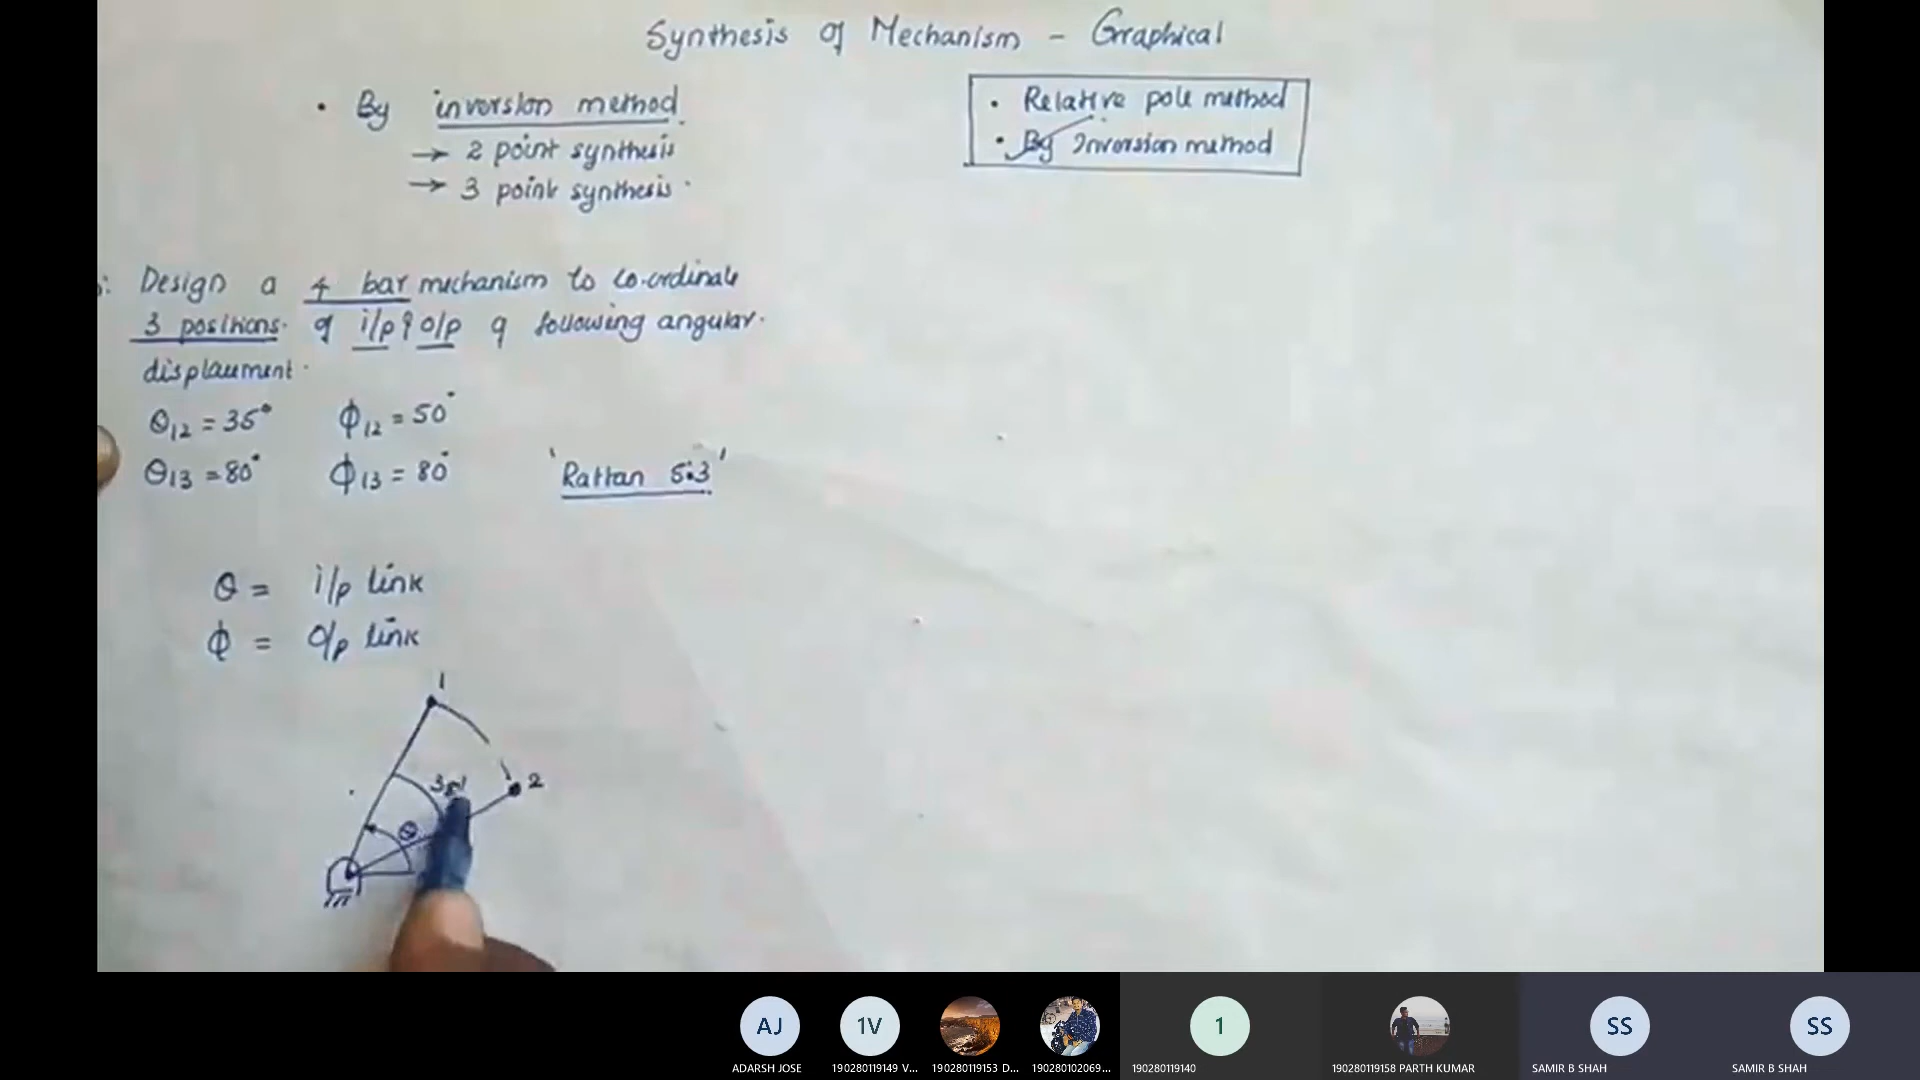 Synthesis of Mechanism - Graphical
• By inversion method
→ 2 point synthesis
→ 3 point synthesis.
• Relative pole method
• By Inversion method
Design a 4 bar mechanism to co-ordinate
3 positions of i/p & o/p of following angular
displacement.
θ12 = 35° ϕ12 = 50°
θ13 = 80° ϕ13 = 80°
'Rattan 5.3'
θ = i/p link
ϕ = o/p link
1
2
θ
AJ
1V
1
SS
SS
ADARSH JOSE
190280119149 V...
190280119153 D...
190280102069...
190280119140
190280119158 PARTH KUMAR
SAMIR B SHAH
SAMIR B SHAH